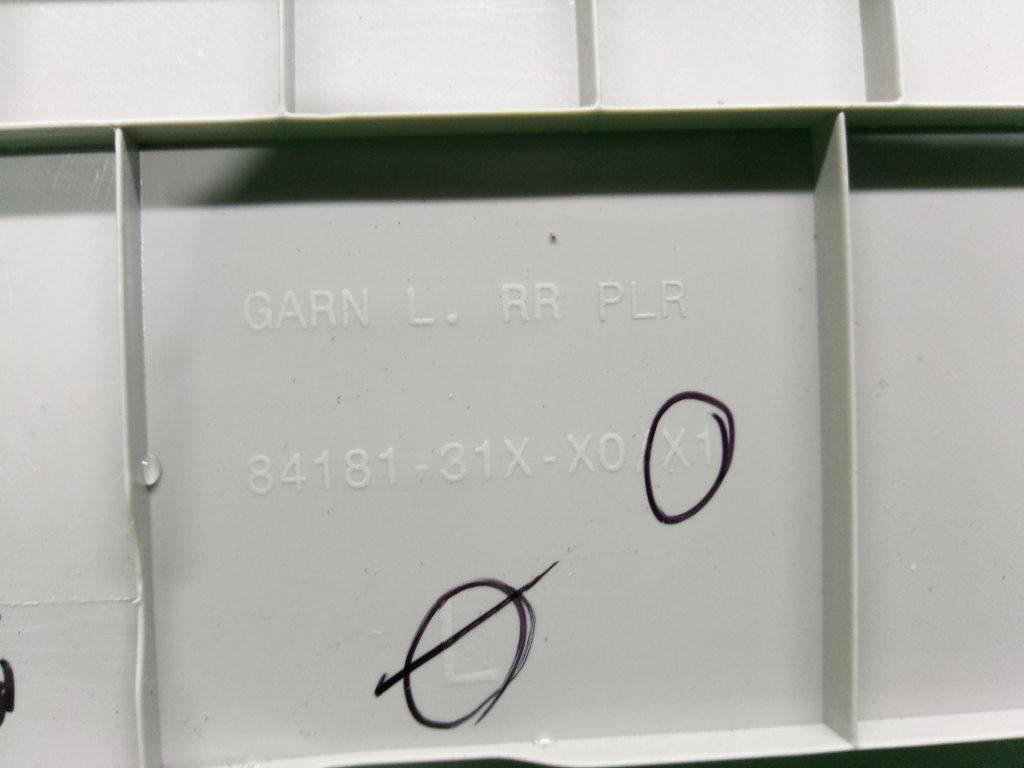 GARN L. RR PLR
84181-31X-X0/X1
L